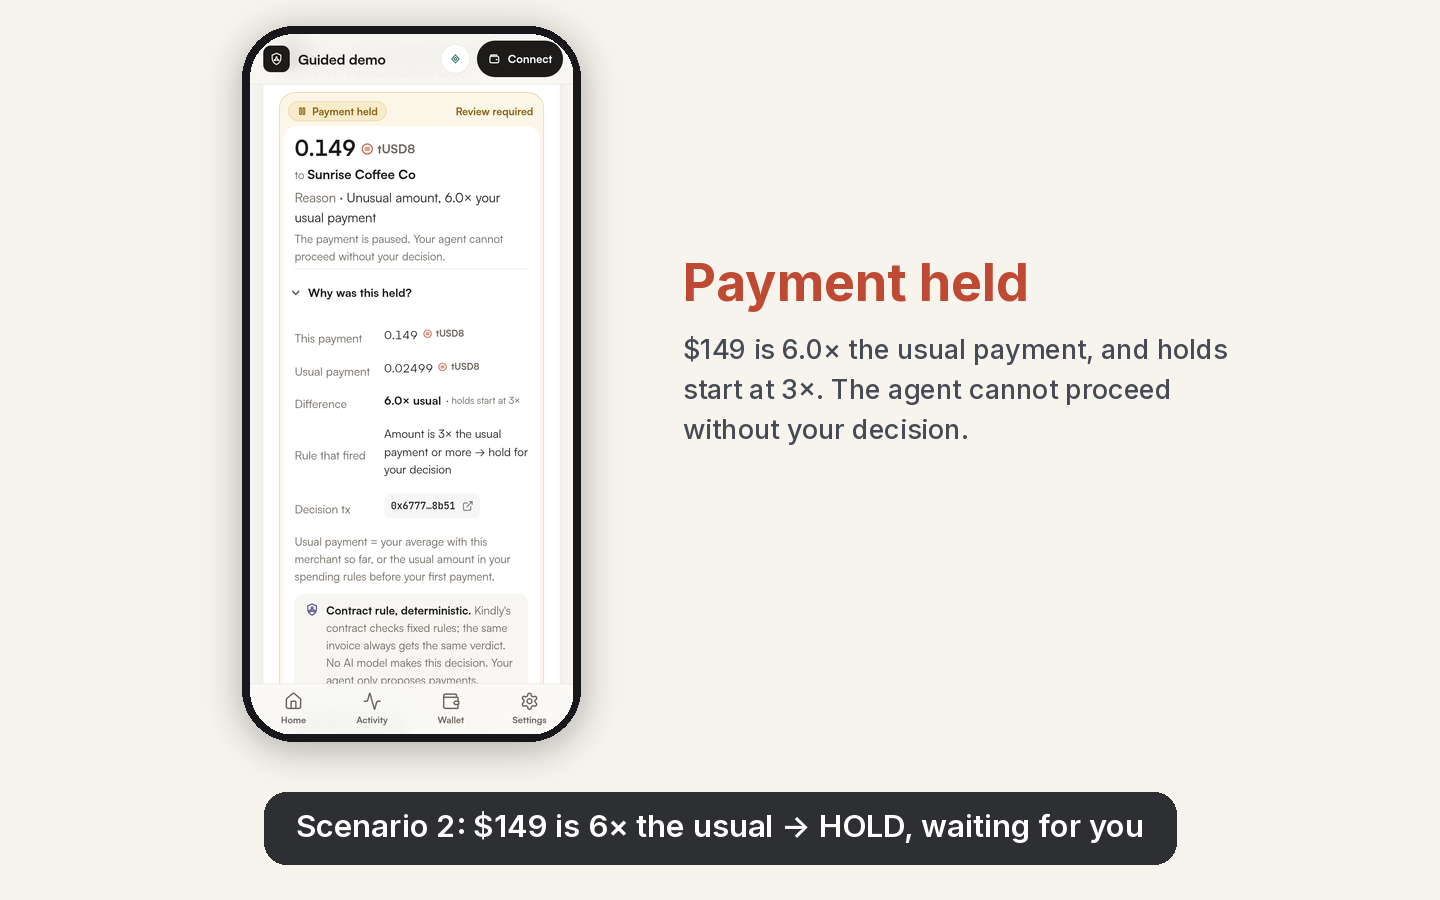 Guided demo
Connect
Payment held
Review required
0.149 tUSD8
to Sunrise Coffee Co
Reason · Unusual amount, 6.0× your
usual payment
The payment is paused. Your agent cannot
proceed without your decision.
Why was this held?
This payment 0.149 tUSD8
Usual payment 0.02499 tUSD8
Difference 6.0× usual · holds start at 3×
Rule that fired Amount is 3× the usual
payment or more → hold for
your decision
Decision tx 0x6777…8b51
Usual payment = your average with this
merchant so far, or the usual amount in your
spending rules before your first payment.
Contract rule, deterministic. Kindly's
contract checks fixed rules; the same
invoice always gets the same verdict.
No AI model makes this decision. Your
agent only proposes payments.
Home
Activity
Wallet
Settings
Payment held
$149 is 6.0× the usual payment, and holds
start at 3×. The agent cannot proceed
without your decision.
Scenario 2: $149 is 6× the usual → HOLD, waiting for you